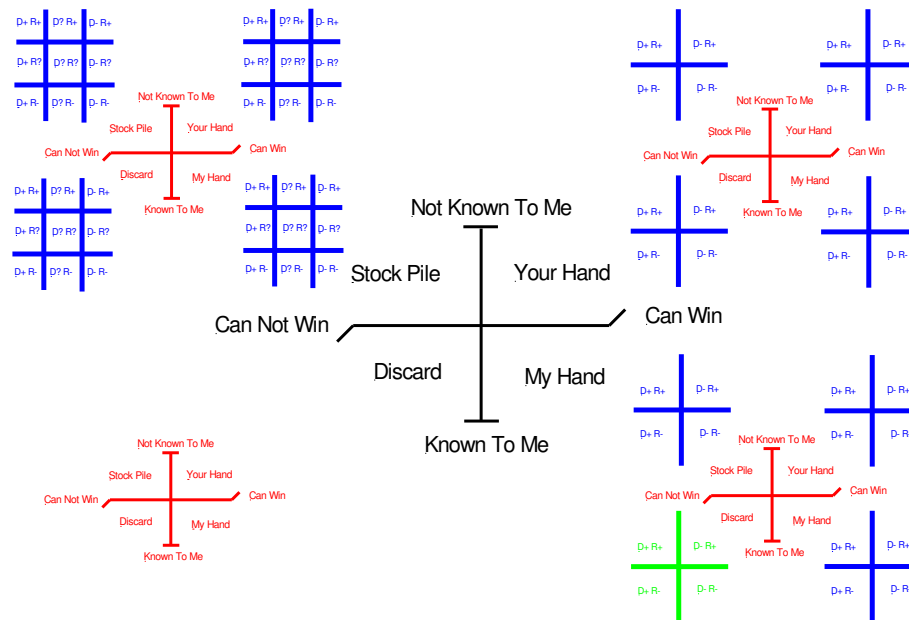 D+ R+ D? R+ D- R+
D+ R? D? R? D- R?
D+ R- D? R- D- R-
D+ R+ D? R+ D- R+
D+ R? D? R? D- R?
D+ R- D? R- D- R-
Not Known To Me
Stock Pile Your Hand
Can Not Win Can Win
Discard My Hand
Known To Me
D+ R+ D? R+ D- R+
D+ R? D? R? D- R?
D+ R- D? R- D- R-
D+ R+ D? R+ D- R+
D+ R? D? R? D- R?
D+ R- D? R- D- R-
D+ R+ D- R+
D+ R- D- R-
D+ R+ D- R+
D+ R- D- R-
Not Known To Me
Stock Pile Your Hand
Can Not Win Can Win
Discard My Hand
Known To Me
D+ R+ D- R+
D+ R- D- R-
D+ R+ D- R+
D+ R- D- R-
Not Known To Me
Stock Pile Your Hand
Can Not Win Can Win
Discard My Hand
Known To Me
Not Known To Me
Stock Pile Your Hand
Can Not Win Can Win
Discard My Hand
Known To Me
D+ R+ D- R+
D+ R- D- R-
D+ R+ D- R+
D+ R- D- R-
Not Known To Me
Stock Pile Your Hand
Can Not Win Can Win
Discard My Hand
Known To Me
D+ R+ D- R+
D+ R- D- R-
D+ R+ D- R+
D+ R- D- R-